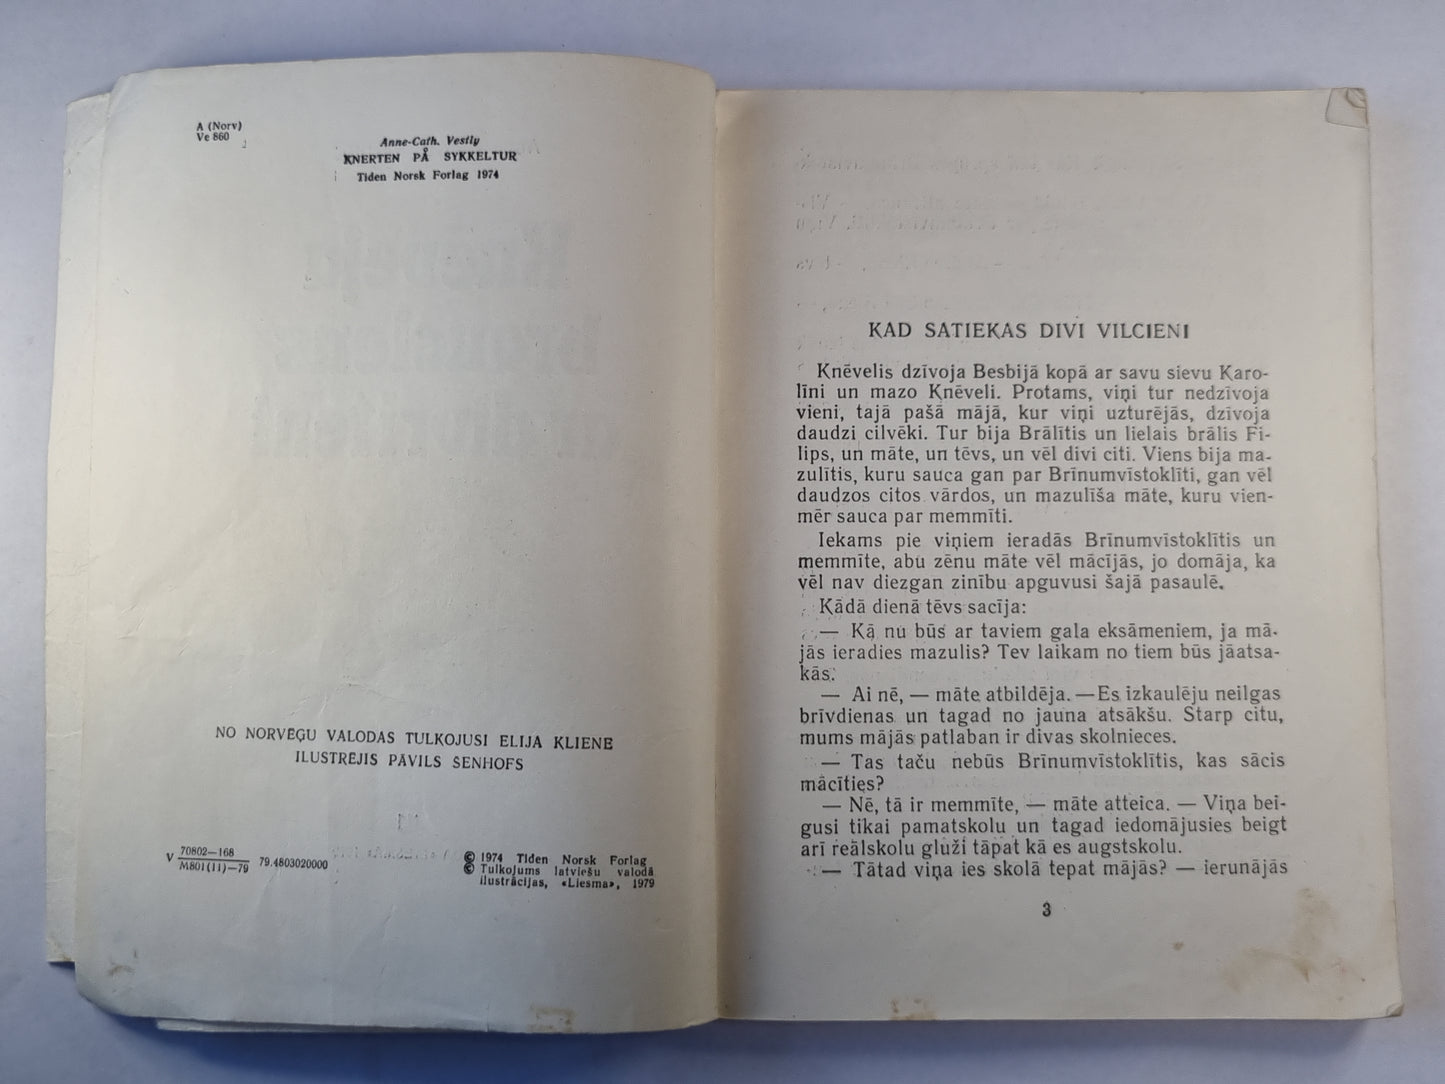 A (Norv)
Ve 860
Anne-Cath. Vestly
KNERTEN PÅ SYKKELTUR
Tiden Norsk Forlag 1974
NO NORVĒĢU VALODAS TULKOJUSI ELIJA KLIENE
ILUSTRĒJIS PĀVILS ŠENHOFS
V 70802—168
M801(11)—79 79.4803020000
© 1974 Tiden Norsk Forlag
© Tulkojums latviešu valodā
ilustrācijas, «Liesma», 1979
KAD SATIEKAS DIVI VILCIENI
Ķnēvelis dzīvoja Besbijā kopā ar savu sievu Karo-
līni un mazo Ķnēveli. Protams, viņi tur nedzīvoja
vieni, tajā pašā mājā, kur viņi uzturējās, dzīvoja
daudzi cilvēki. Tur bija Brālītis un lielais brālis Fi-
lips, un māte, un tēvs, un vēl divi citi. Viens bija ma-
zulītis, kuru sauca gan par Brīnumvīstoklīti, gan vēl
daudzos citos vārdos, un mazulīša māte, kuru vien-
mēr sauca par memmīti.
Iekams pie viņiem ieradās Brīnumvīstoklītis un
memmīte, abu zēnu māte vēl mācījās, jo domāja, ka
vēl nav diezgan zinību apguvusi šajā pasaulē.
Kādā dienā tēvs sacīja:
— Kā nu būs ar taviem gala eksāmeniem, ja mā-
jās ieradies mazulis? Tev laikam no tiem būs jāatsa-
kās.
— Ai nē, — māte atbildēja. — Es izkaulēju neilgas
brīvdienas un tagad no jauna atsākšu. Starp citu,
mums mājās patlaban ir divas skolnieces.
— Tas taču nebūs Brīnumvīstoklītis, kas sācis
mācīties?
— Nē, tā ir memmīte, — māte atteica. — Viņa bei-
gusi tikai pamatskolu un tagad iedomājusies beigt
arī reālskolu gluži tāpat kā es augstskolu.
— Tātad viņa ies skolā tepat mājās? — ierunājās
3